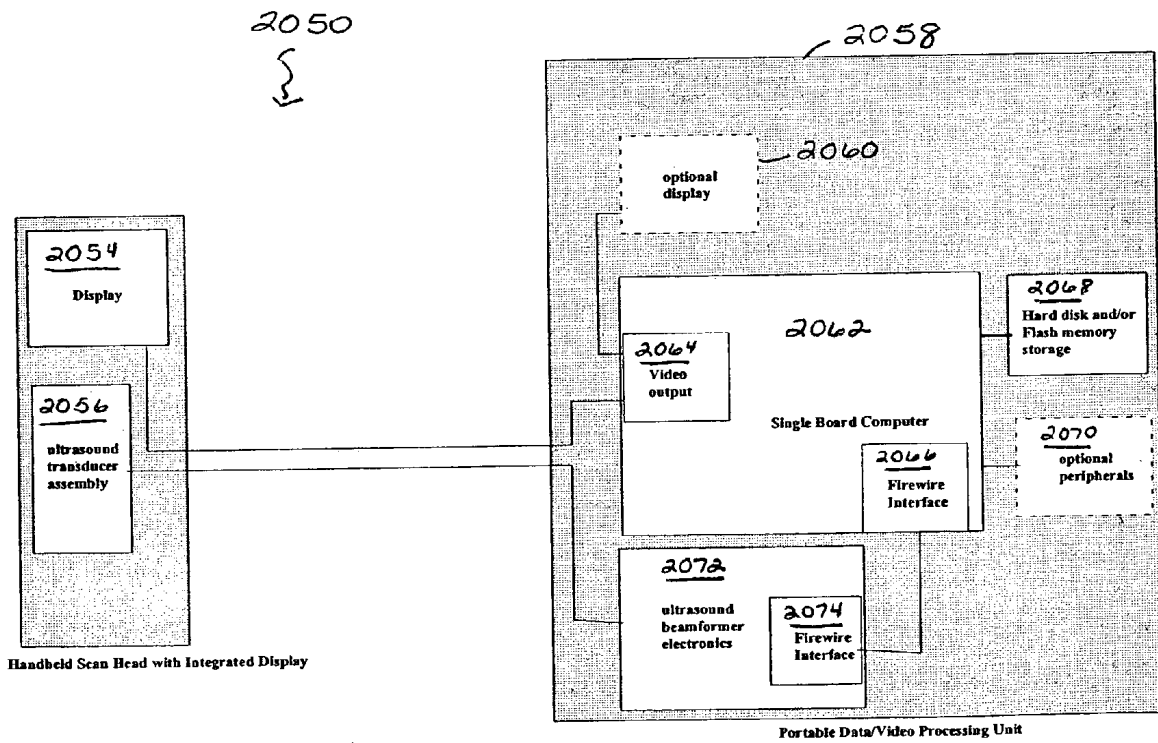 2050
2058
2060
optional
display
2054
Display
2056
ultrasound
transducer
assembly
2062
2064
Video
output
Single Board Computer
2066
Firewire
Interface
2068
Hard disk and/or
Flash memory
storage
2070
optional
peripherals
2072
ultrasound
beamformer
electronics
2074
Firewire
Interface
Handheld Scan Head with Integrated Display
Portable Data/Video Processing Unit